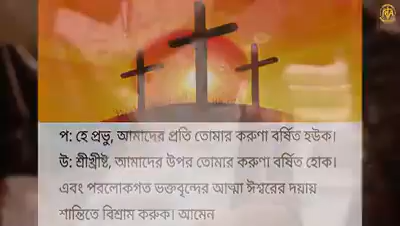 প: হে প্রভু, আমাদের প্রতি তোমার করুণা বর্ষিত হউক।
উ: শ্রীখ্রীষ্ট, আমাদের উপর তোমার করুণা বর্ষিত হোক।
এবং পরলোকগত ভক্তবৃন্দের আত্মা ঈশ্বরের দয়ায়
শান্তিতে বিশ্রাম করুক। আমেন